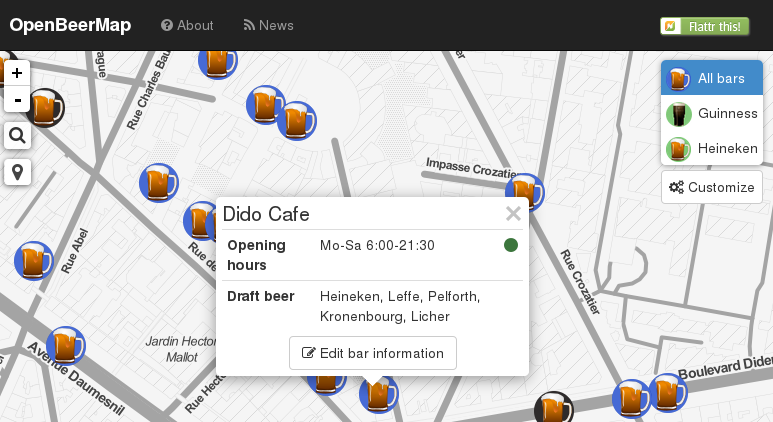 OpenBeerMap
About
News
Flattr this!
+
-
All bars
Guinness
Heineken
Customize
ague
Rue Charles Bau
Impasse Crozatier
Rue Abel
Rue de
Rue Crozatier
Dido Cafe
×
Opening
hours
Mo-Sa 6:00-21:30
Draft beer
Heineken, Leffe, Pelforth,
Kronenbourg, Licher
Edit bar information
Jardin Hector
Mallot
Avenue Daumesnil
Rue Hecto
Boulevard Dider